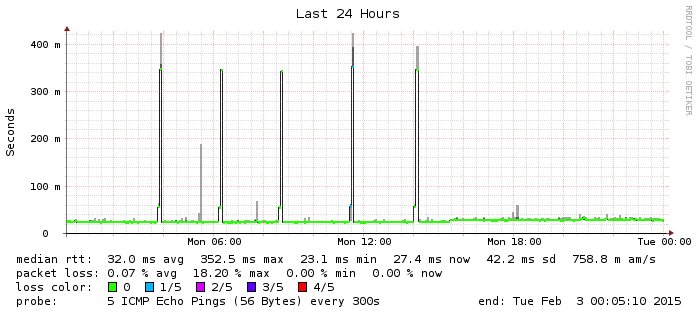 Last 24 Hours
RRDTOOL / TOBI OETIKER
Seconds
400 m
300 m
200 m
100 m
0
Mon 06:00 Mon 12:00 Mon 18:00 Tue 00:00
median rtt: 32.0 ms avg 352.5 ms max 23.1 ms min 27.4 ms now 42.2 ms sd 758.8 m am/s
packet loss: 0.07 % avg 18.20 % max 0.00 % min 0.00 % now
loss color: 0 1/5 2/5 3/5 4/5
probe: 5 ICMP Echo Pings (56 Bytes) every 300s end: Tue Feb 3 00:05:10 2015